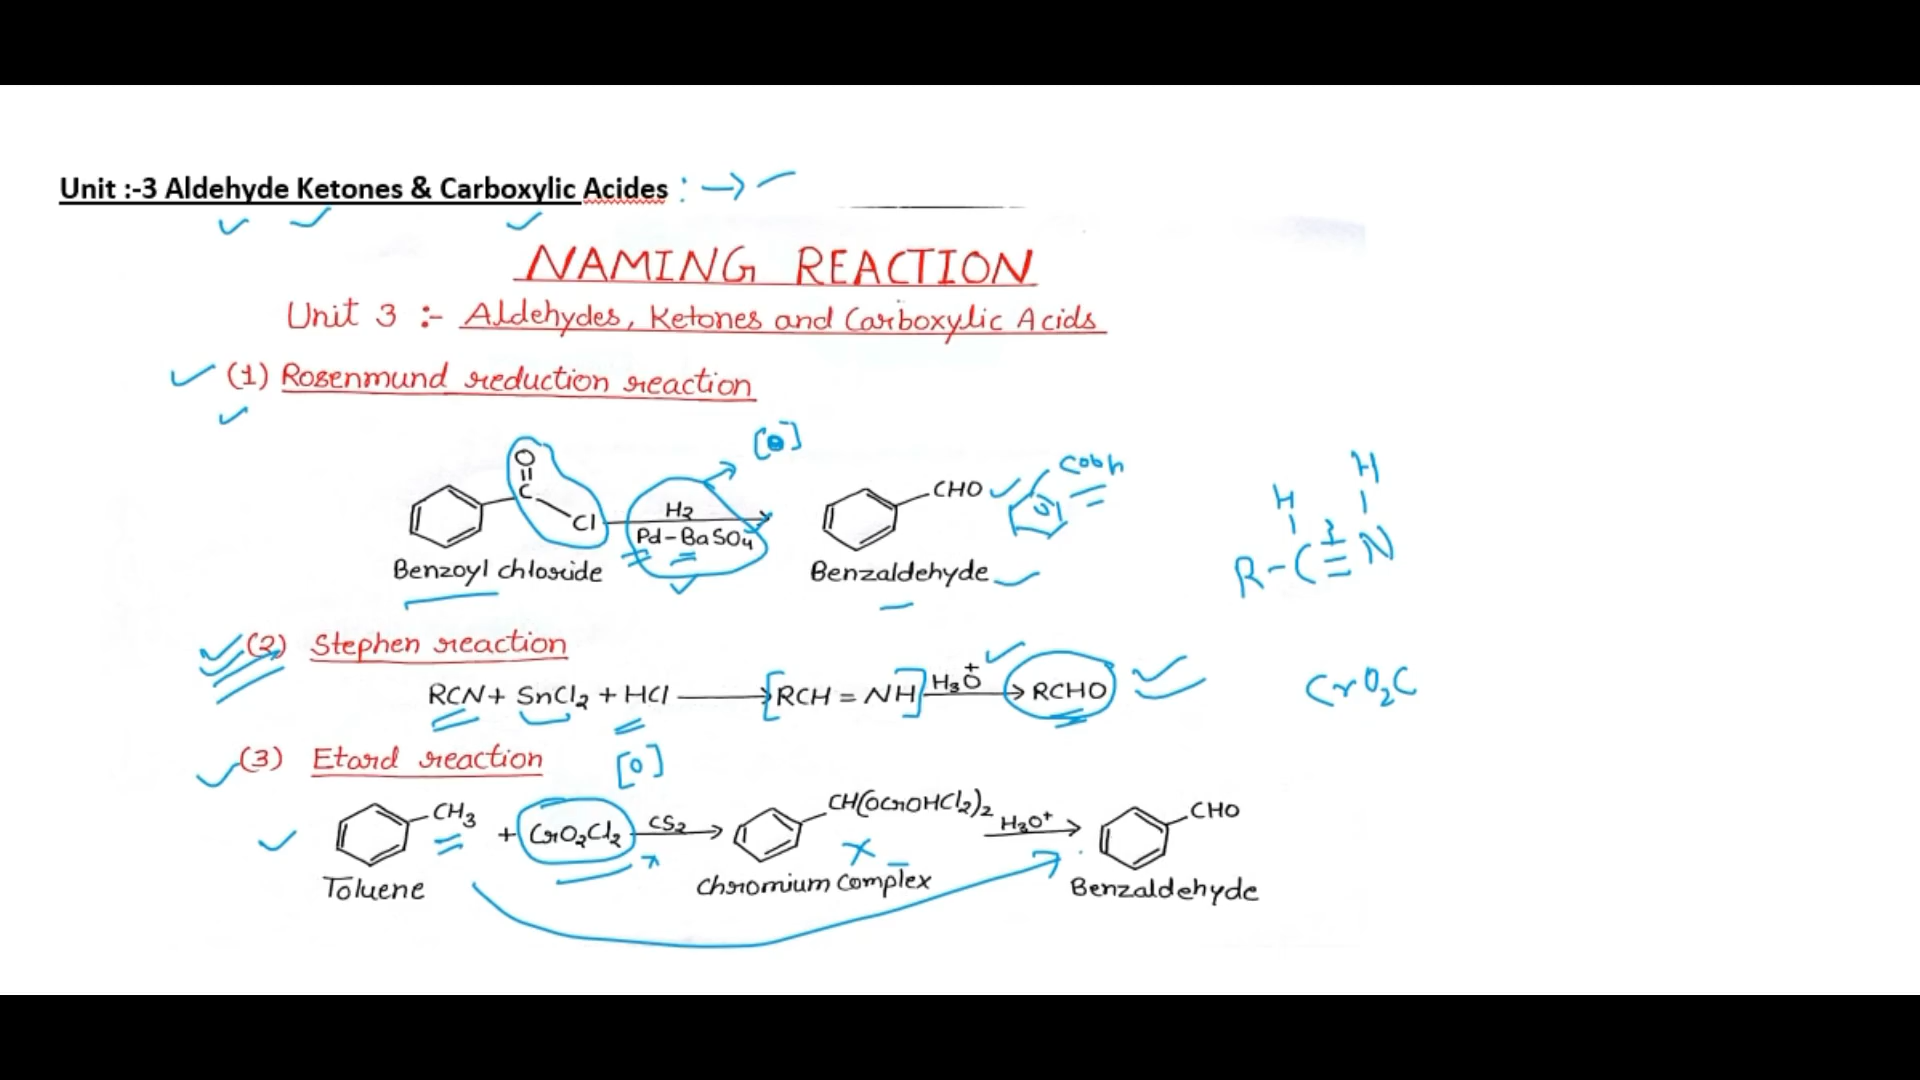 Unit :-3 Aldehyde Ketones & Carboxylic Acides : →
NAMING REACTION
Unit 3 :- Aldehydes, Ketones and Carboxylic Acids
(1) Rosenmund reduction reaction
[O]
O
C
Cl
H2
Pd-BaSO4
CHO
Benzoyl chloride
Benzaldehyde
H H
R-C≡N
(2) Stephen reaction
RCN + SnCl2 + HCl → [RCH = NH] H3O+ → RCHO
CrO2C
(3) Etard reaction [O]
CH3 + CrO2Cl2 CS2 → CH(OCrOHCl2)2 H3O+ → CHO
Toluene Chromium Complex Benzaldehyde